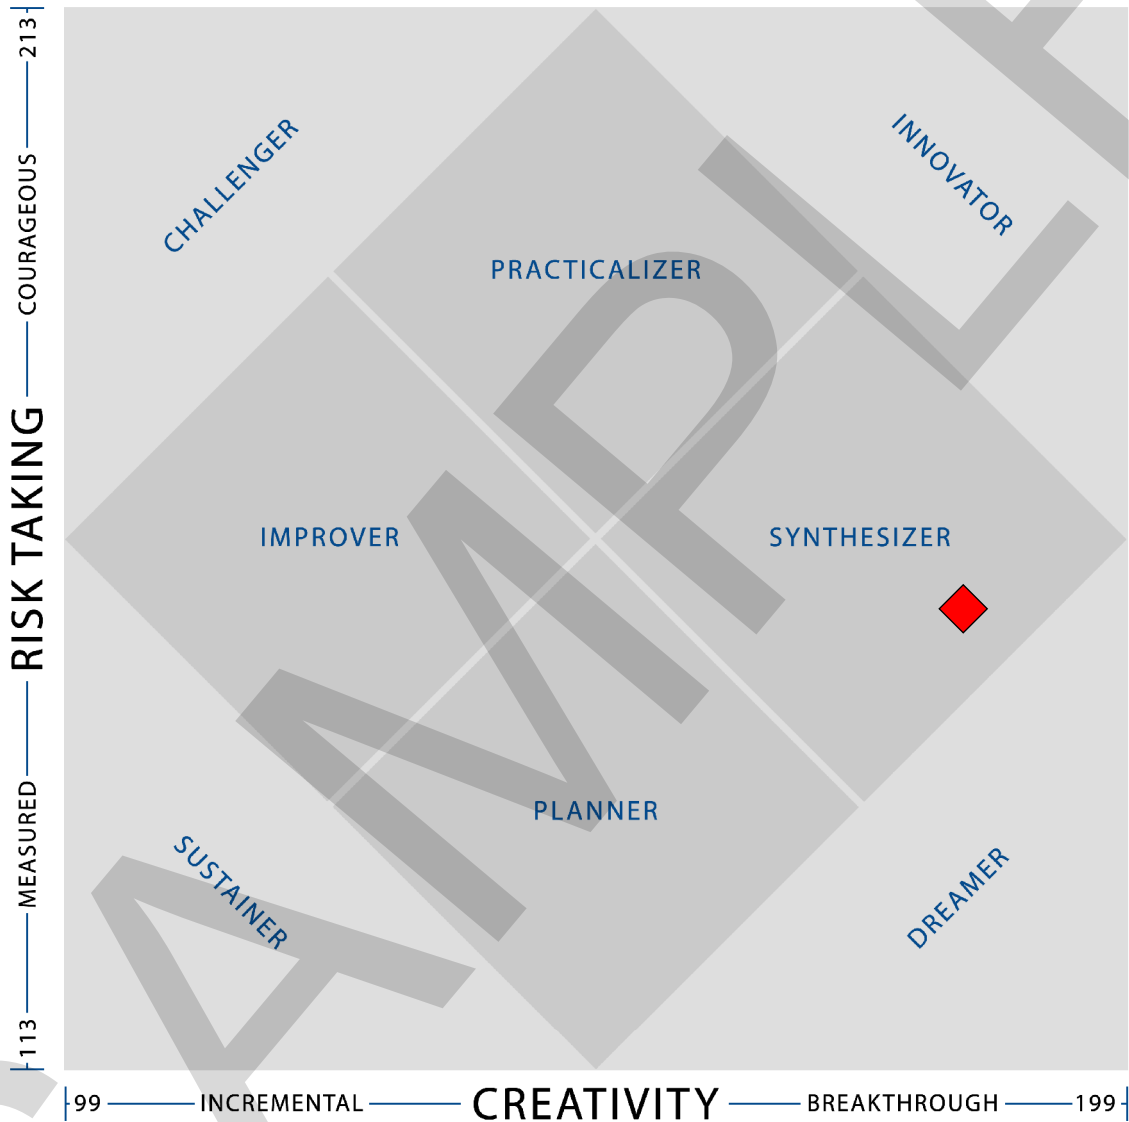 213
COURAGEOUS
RISK TAKING
MEASURED
113
CHALLENGER
INNOVATOR
PRACTICALIZER
IMPROVER
SYNTHESIZER
PLANNER
SUSTAINER
DREAMER
99 INCREMENTAL CREATIVITY BREAKTHROUGH 199
SAMPLE